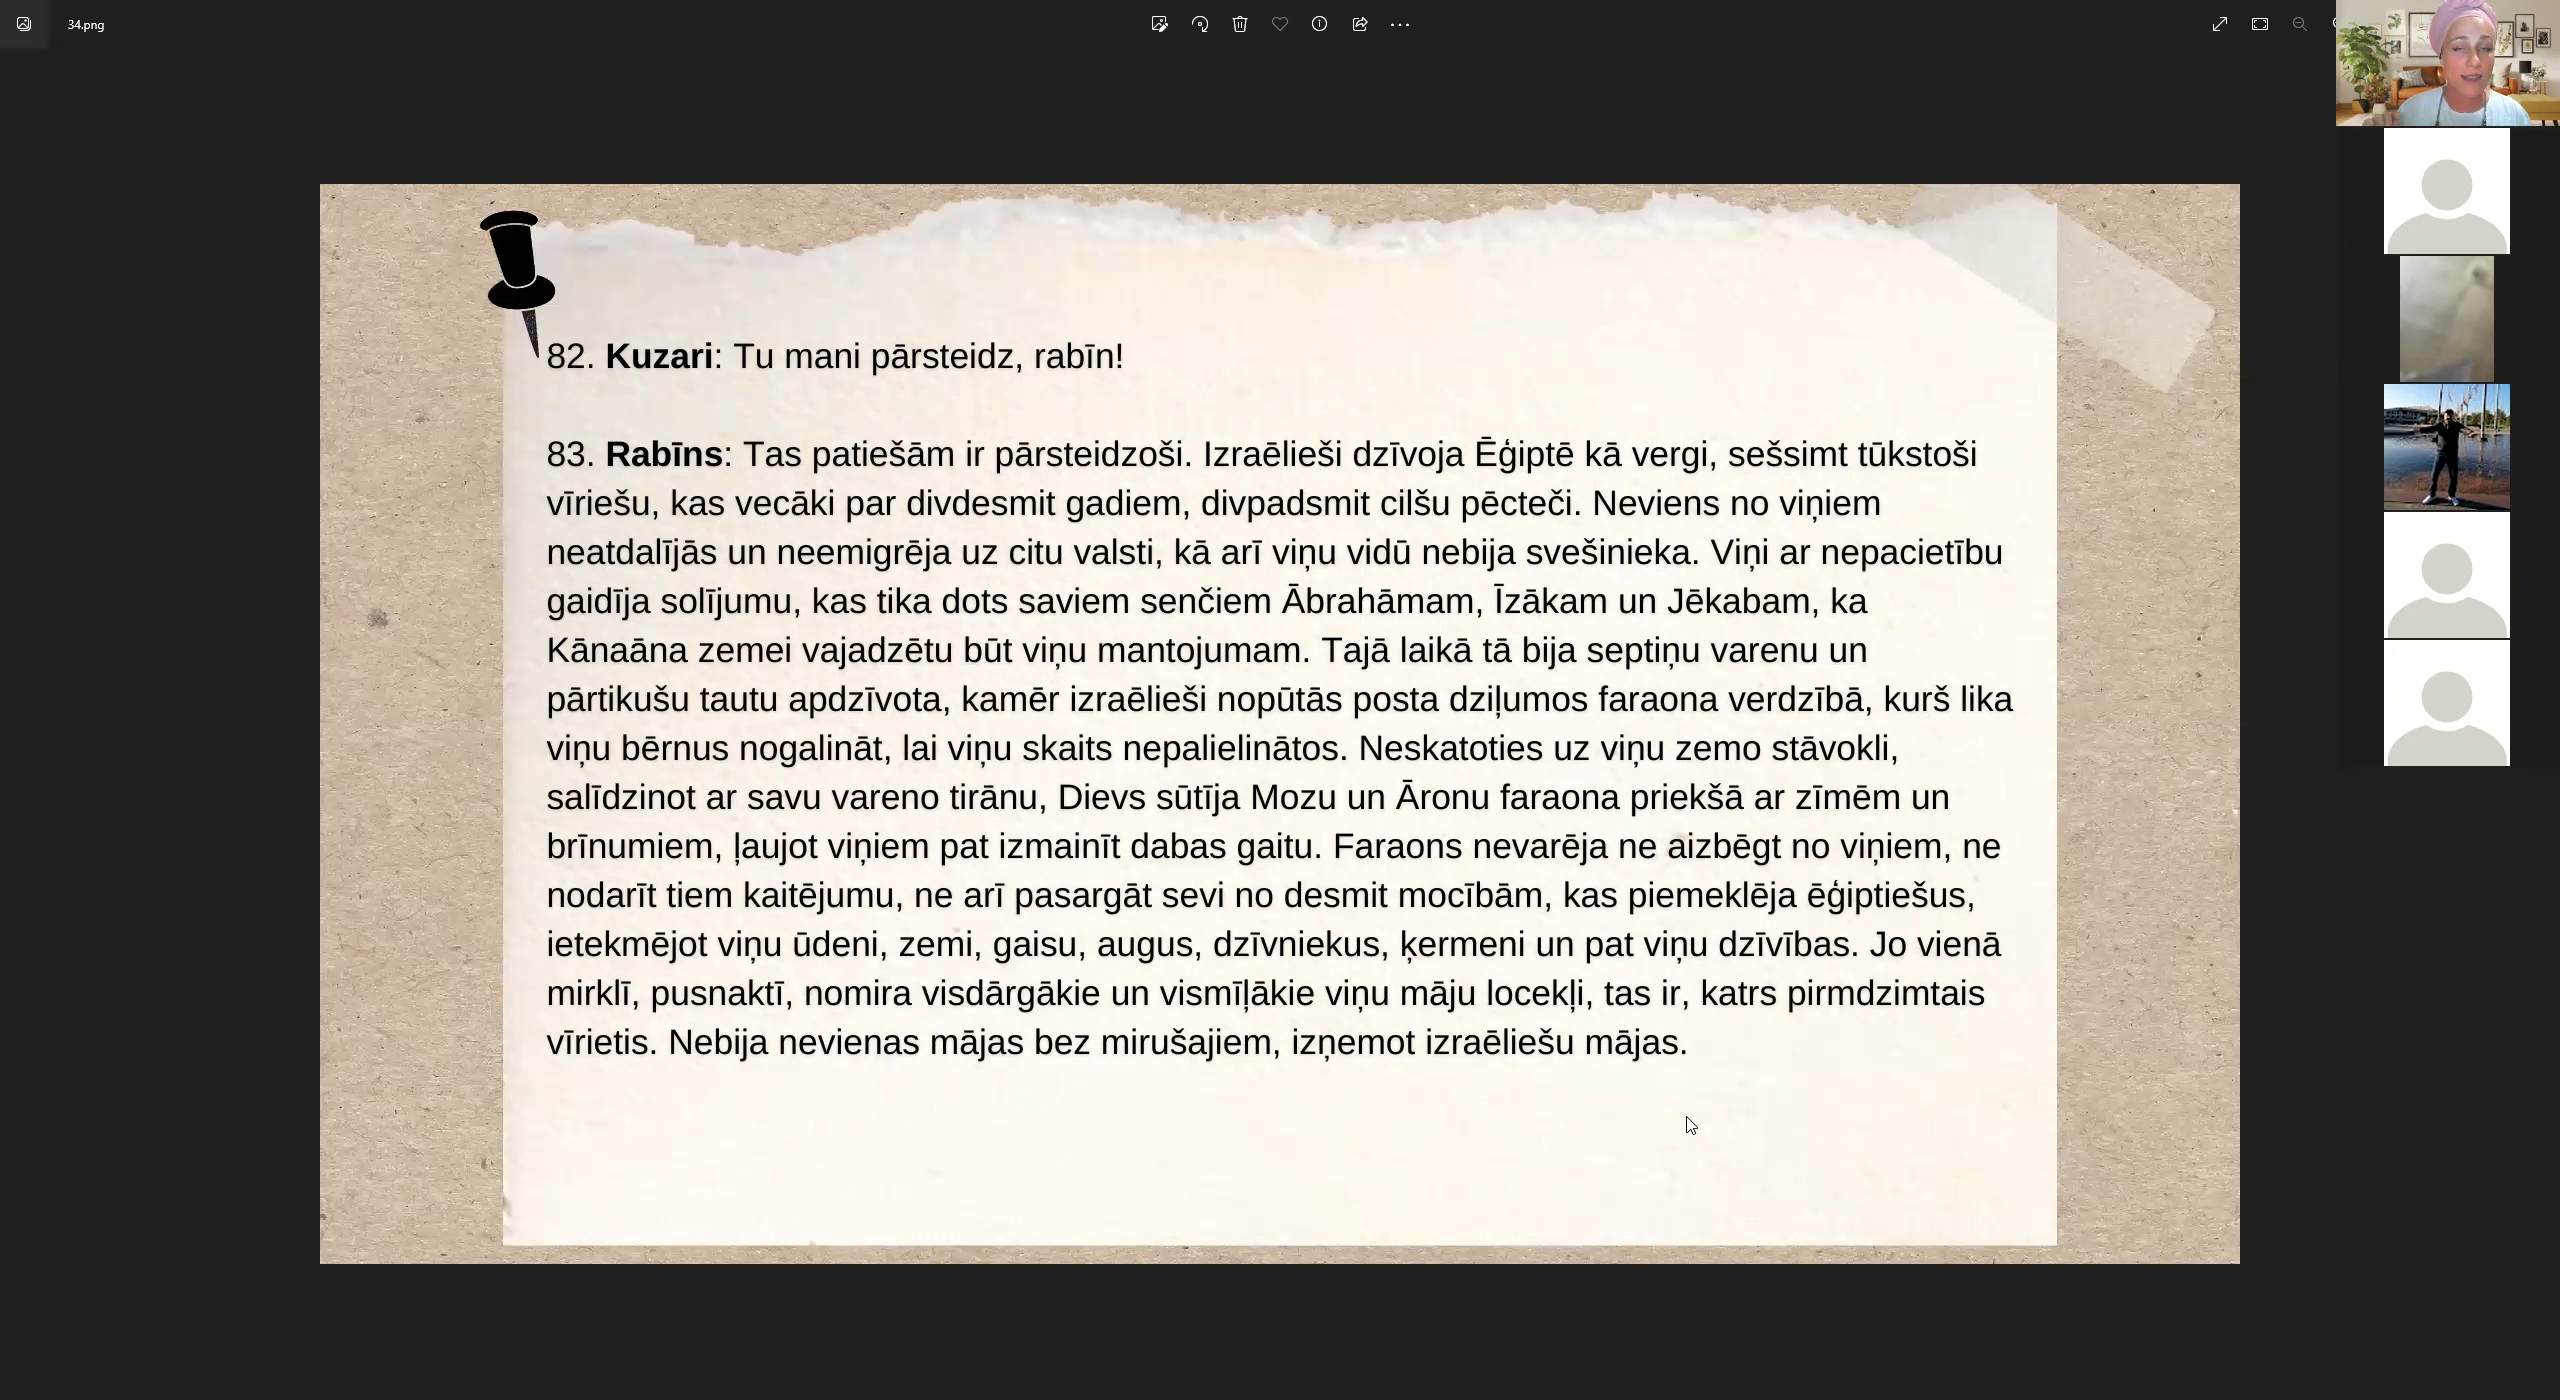 34.png
82. Kuzari: Tu mani pārsteidz, rabīn!
83. Rabīns: Tas patiešām ir pārsteidzoši. Izraēlieši dzīvoja Ēģiptē kā vergi, sešsimt tūkstoši
vīriešu, kas vecāki par divdesmit gadiem, divpadsmit cilšu pēcteči. Neviens no viņiem
neatdalījās un neemigrēja uz citu valsti, kā arī viņu vidū nebija svešinieka. Viņi ar nepacietību
gaidīja solījumu, kas tika dots saviem senčiem Ābrahāmam, Īzākam un Jēkabam, ka
Kānaāna zemei vajadzētu būt viņu mantojumam. Tajā laikā tā bija septiņu varenu un
pārtikušu tautu apdzīvota, kamēr izraēlieši nopūtās posta dziļumos faraona verdzībā, kurš lika
viņu bērnus nogalināt, lai viņu skaits nepalielinātos. Neskatoties uz viņu zemo stāvokli,
salīdzinot ar savu vareno tirānu, Dievs sūtīja Mozu un Āronu faraona priekšā ar zīmēm un
brīnumiem, ļaujot viņiem pat izmainīt dabas gaitu. Faraons nevarēja ne aizbēgt no viņiem, ne
nodarīt tiem kaitējumu, ne arī pasargāt sevi no desmit mocībām, kas piemeklēja ēģiptiešus,
ietekmējot viņu ūdeni, zemi, gaisu, augus, dzīvniekus, ķermeni un pat viņu dzīvības. Jo vienā
mirklī, pusnaktī, nomira visdārgākie un vismīļākie viņu māju locekļi, tas ir, katrs pirmdzimtais
vīrietis. Nebija nevienas mājas bez mirušajiem, izņemot izraēliešu mājas.